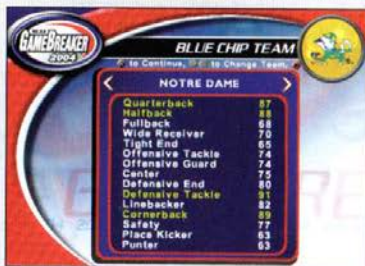 GAMEBREAKER
2004
BLUE CHIP TEAM
to Continue, to Change Team,
NOTRE DAME
Quarterback 87
Halfback 88
Fullback 68
Wide Receiver 70
Tight End 65
Offensive Tackle 74
Offensive Guard 74
Center 75
Defensive End 80
Defensive Tackle 91
Linebacker 82
Cornerback 89
Safety 77
Place Kicker 63
Punter 63